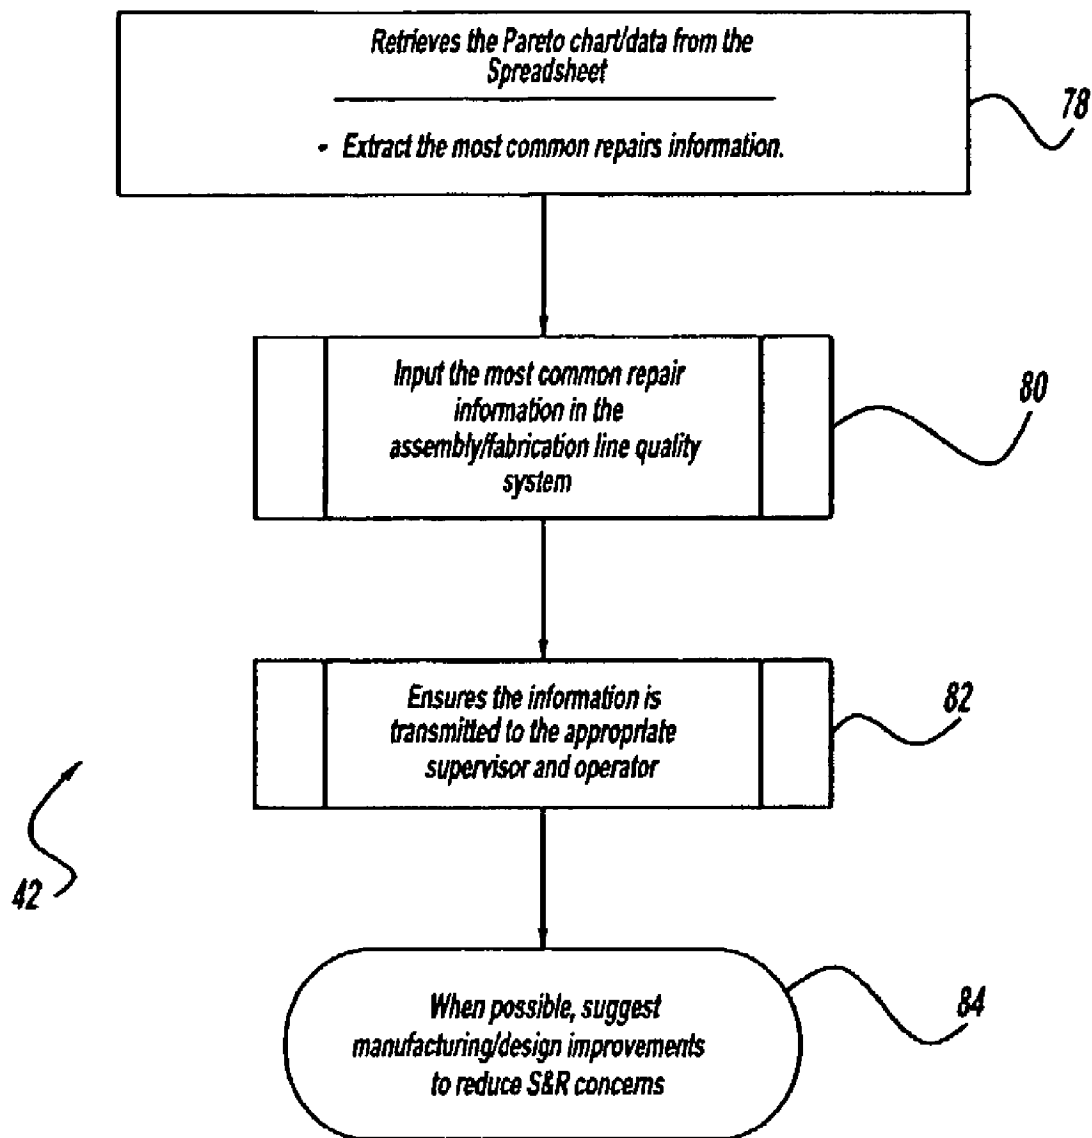 Retrieves the Pareto chart/data from the
Spreadsheet
- Extract the most common repairs information.
78
Input the most common repair
information in the
assembly/fabrication line quality
system
80
Ensures the information is
transmitted to the appropriate
supervisor and operator
82
42
When possible, suggest
manufacturing/design improvements
to reduce S&R concerns
84